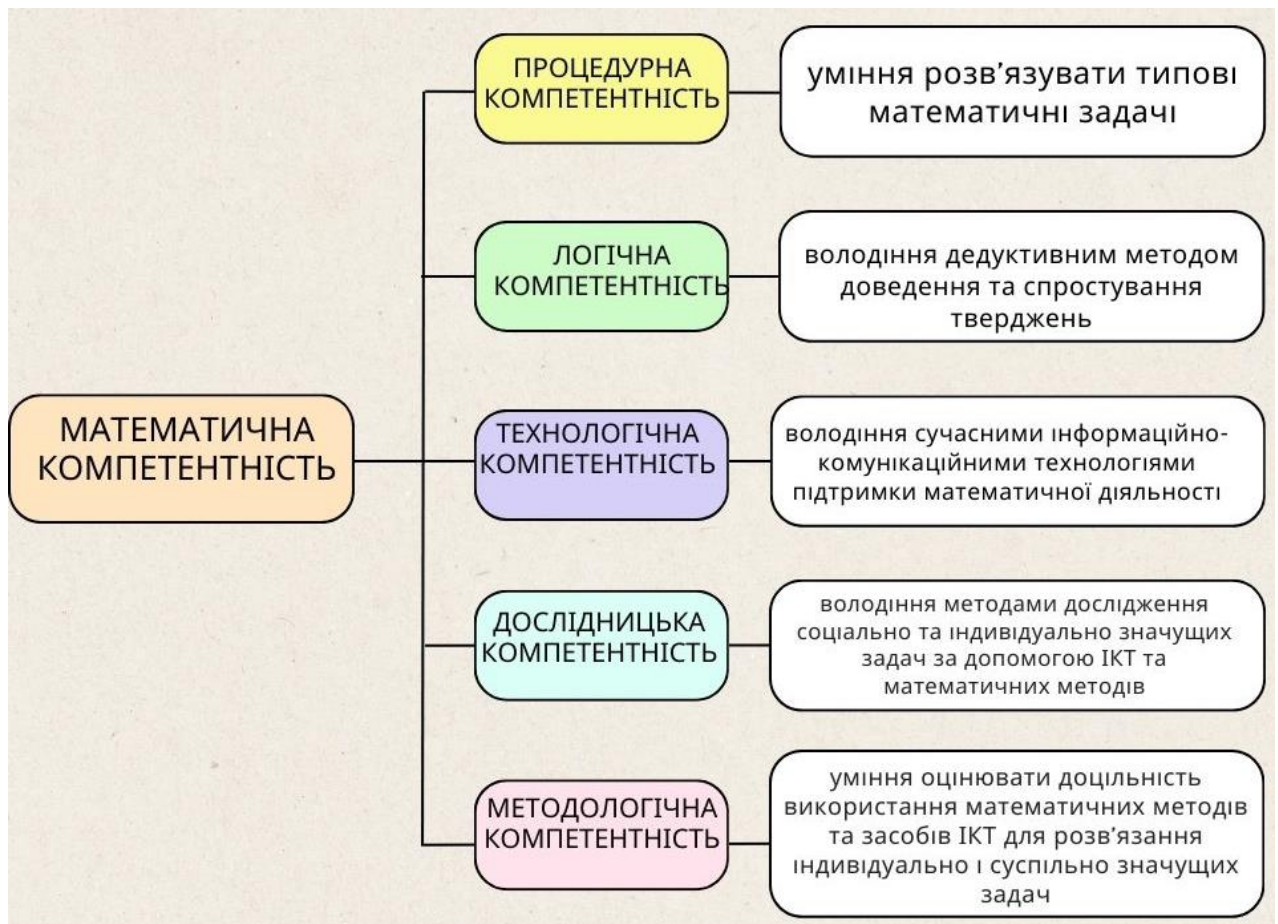 МАТЕМАТИЧНА
КОМПЕТЕНТНІСТЬ
ПРОЦЕДУРНА
КОМПЕТЕНТНІСТЬ
уміння розв’язувати типові
математичні задачі
ЛОГІЧНА
КОМПЕТЕНТНІСТЬ
володіння дедуктивним методом
доведення та спростування
тверджень
ТЕХНОЛОГІЧНА
КОМПЕТЕНТНІСТЬ
володіння сучасними інформаційно-
комунікаційними технологіями
підтримки математичної діяльності
ДОСЛІДНИЦЬКА
КОМПЕТЕНТНІСТЬ
володіння методами дослідження
соціально та індивідуально значущих
задач за допомогою ІКТ та
математичних методів
МЕТОДОЛОГІЧНА
КОМПЕТЕНТНІСТЬ
уміння оцінювати доцільність
використання математичних методів
та засобів ІКТ для розв’язання
індивідуально і суспільно значущих
задач